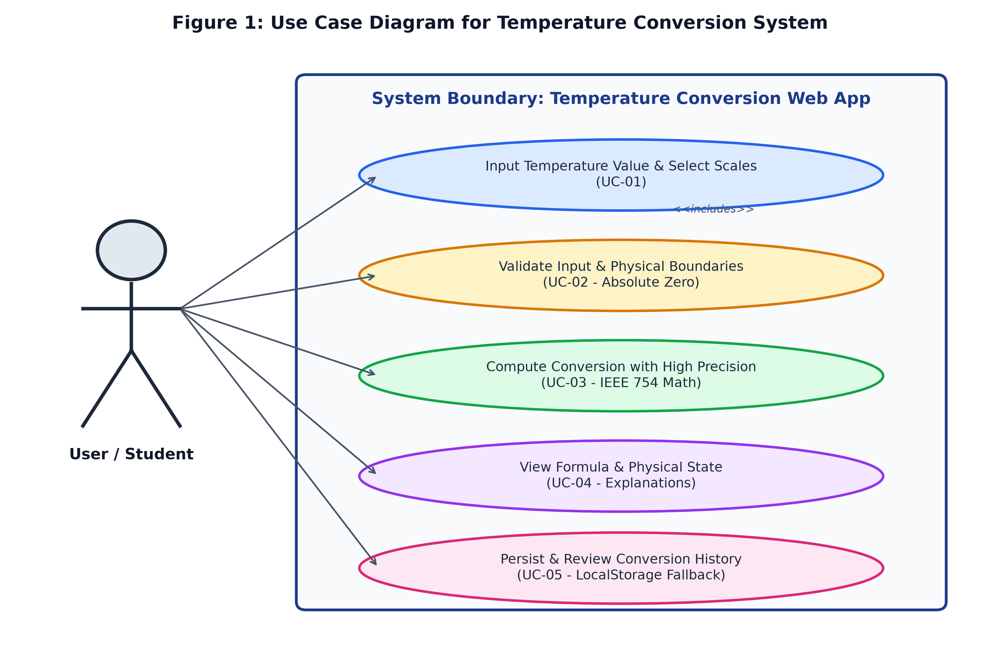 Figure 1: Use Case Diagram for Temperature Conversion System
System Boundary: Temperature Conversion Web App
Input Temperature Value & Select Scales
(UC-01)
<<includes>>
Validate Input & Physical Boundaries
(UC-02 - Absolute Zero)
Compute Conversion with High Precision
(UC-03 - IEEE 754 Math)
User / Student
View Formula & Physical State
(UC-04 - Explanations)
Persist & Review Conversion History
(UC-05 - LocalStorage Fallback)